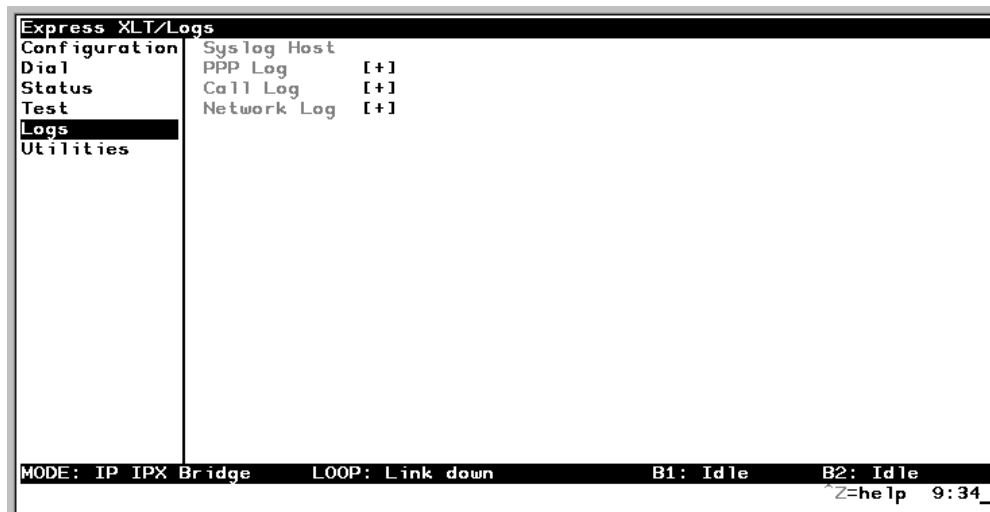 Express XLT/Logs
Configuration Syslog Host
Dial PPP Log [+]
Status Call Log [+]
Test Network Log [+]
Logs
Utilities
MODE: IP IPX Bridge LOOP: Link down B1: Idle B2: Idle
^Z=help 9:34_